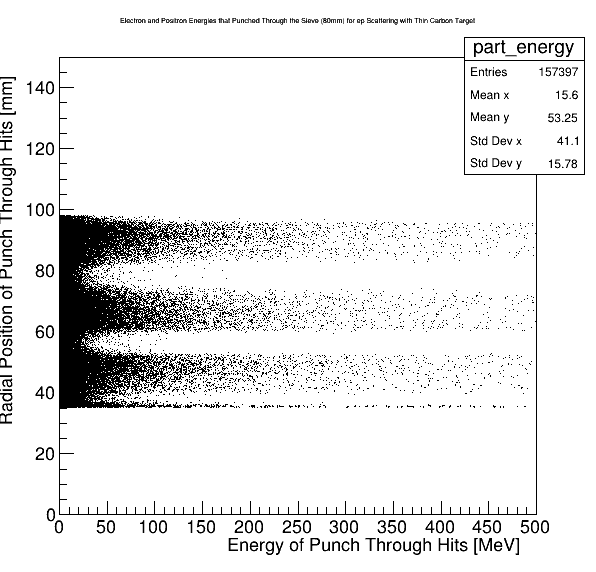 Electron and Positron Energies that Punched Through the Sieve (80mm) for ep Scattering with Thin Carbon Target
part_energy
Entries 157397
Mean x 15.6
Mean y 53.25
Std Dev x 41.1
Std Dev y 15.78
Radial Position of Punch Through Hits [mm]
140
120
100
80
60
40
20
0
0 50 100 150 200 250 300 350 400 450 500
Energy of Punch Through Hits [MeV]